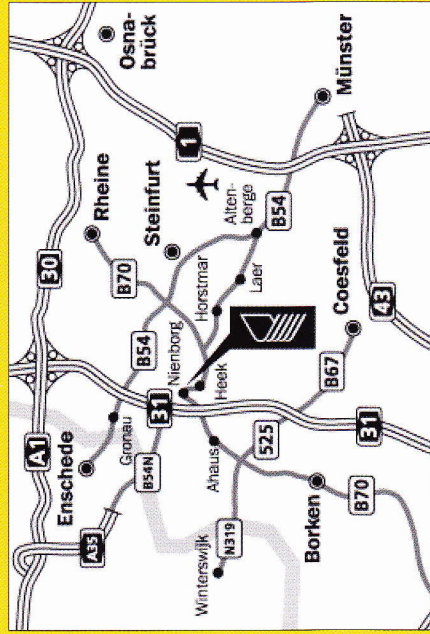 Osna-
brück
Münster
1
Rheine
Steinfurt
Alten-
berge
B54
30
B70
Horstmar
Laer
Coesfeld
43
B54
Nienborg
Heek
B67
A1
31
Enschede
Gronau
B54N
Ahaus
525
31
A35
Winterswijk
N319
Borken
B70